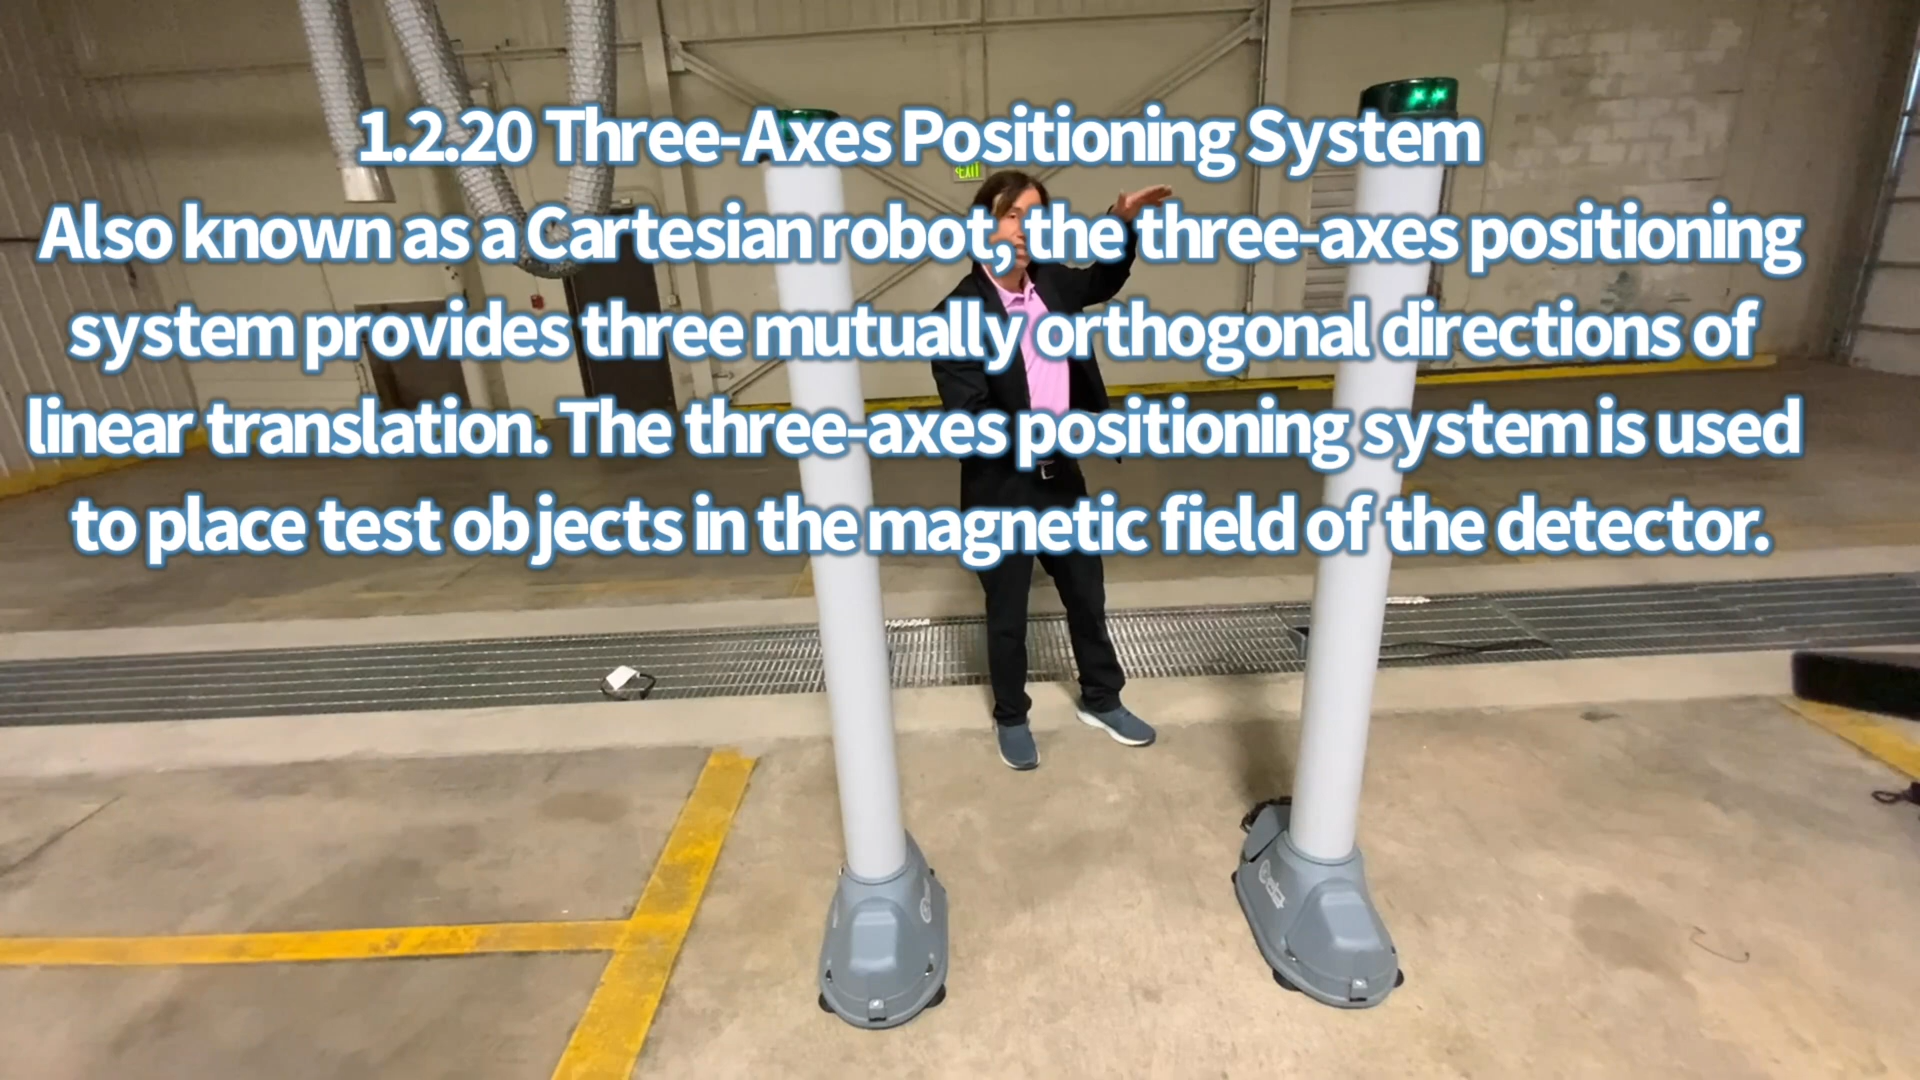 1.2.20 Three-Axes Positioning System
Also known as a Cartesian robot, the three-axes positioning
system provides three mutually orthogonal directions of
linear translation. The three-axes positioning system is used
to place test objects in the magnetic field of the detector.
EXIT